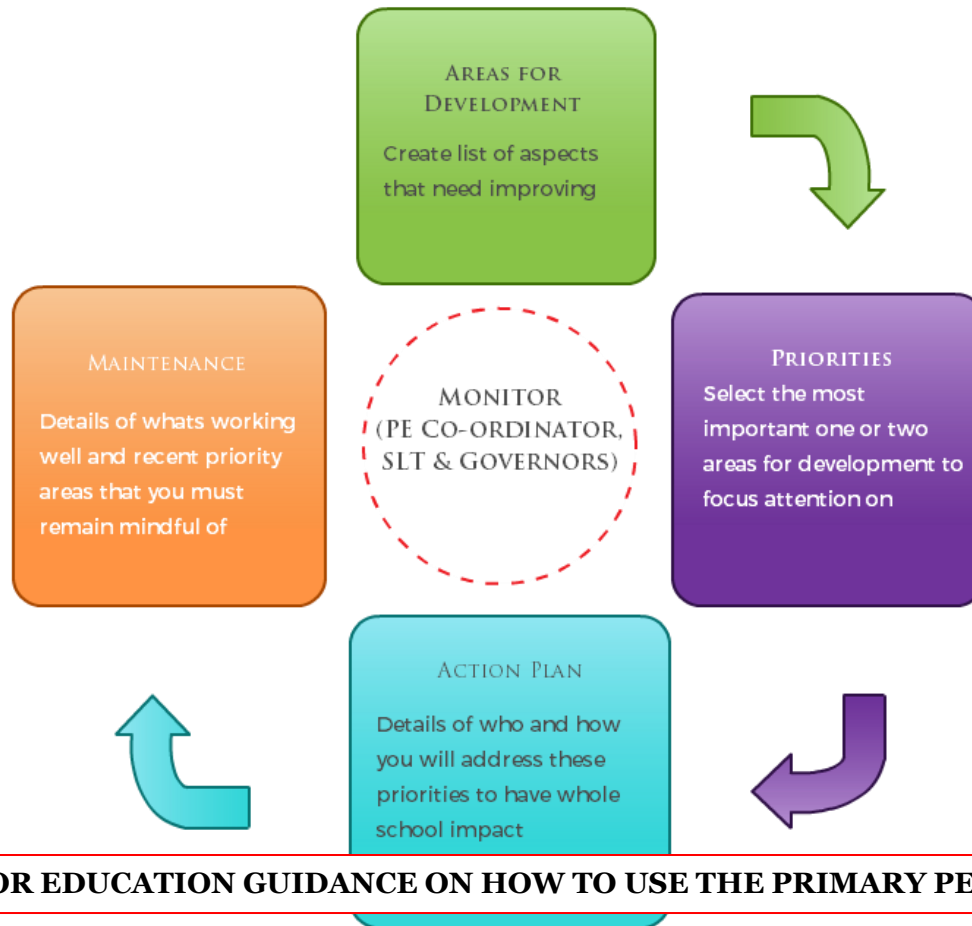 AREAS FOR
DEVELOPMENT
Create list of aspects
that need improving
PRIORITIES
Select the most
important one or two
areas for development to
focus attention on
MAINTENANCE
Details of whats working
well and recent priority
areas that you must
remain mindful of
MONITOR
(PE CO-ORDINATOR,
SLT & GOVERNORS)
ACTION PLAN
Details of who and how
you will address these
priorities to have whole
school impact
OR EDUCATION GUIDANCE ON HOW TO USE THE PRIMARY PE